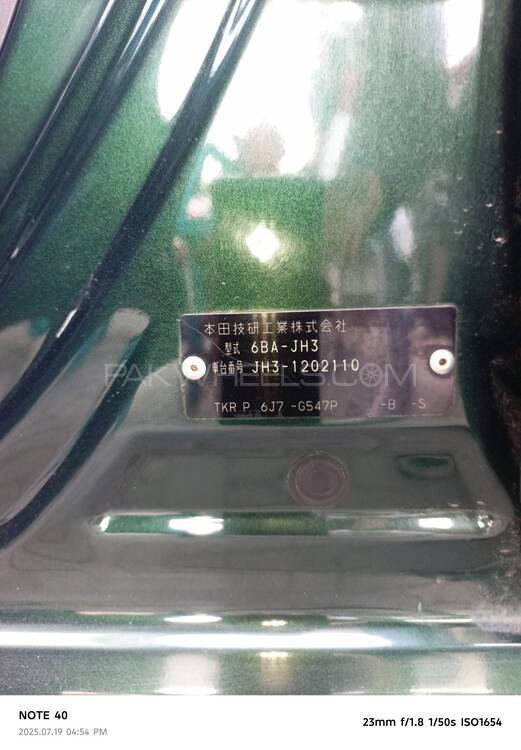 本田技研工業株式会社
型式 6BA-JH3
車台番号 JH3-1202110
PAKWHEELS.COM
TKR P 6J7 -G547P -B -S
NOTE 40
2025.07.19 04:54 PM
23mm f/1.8 1/50s ISO1654